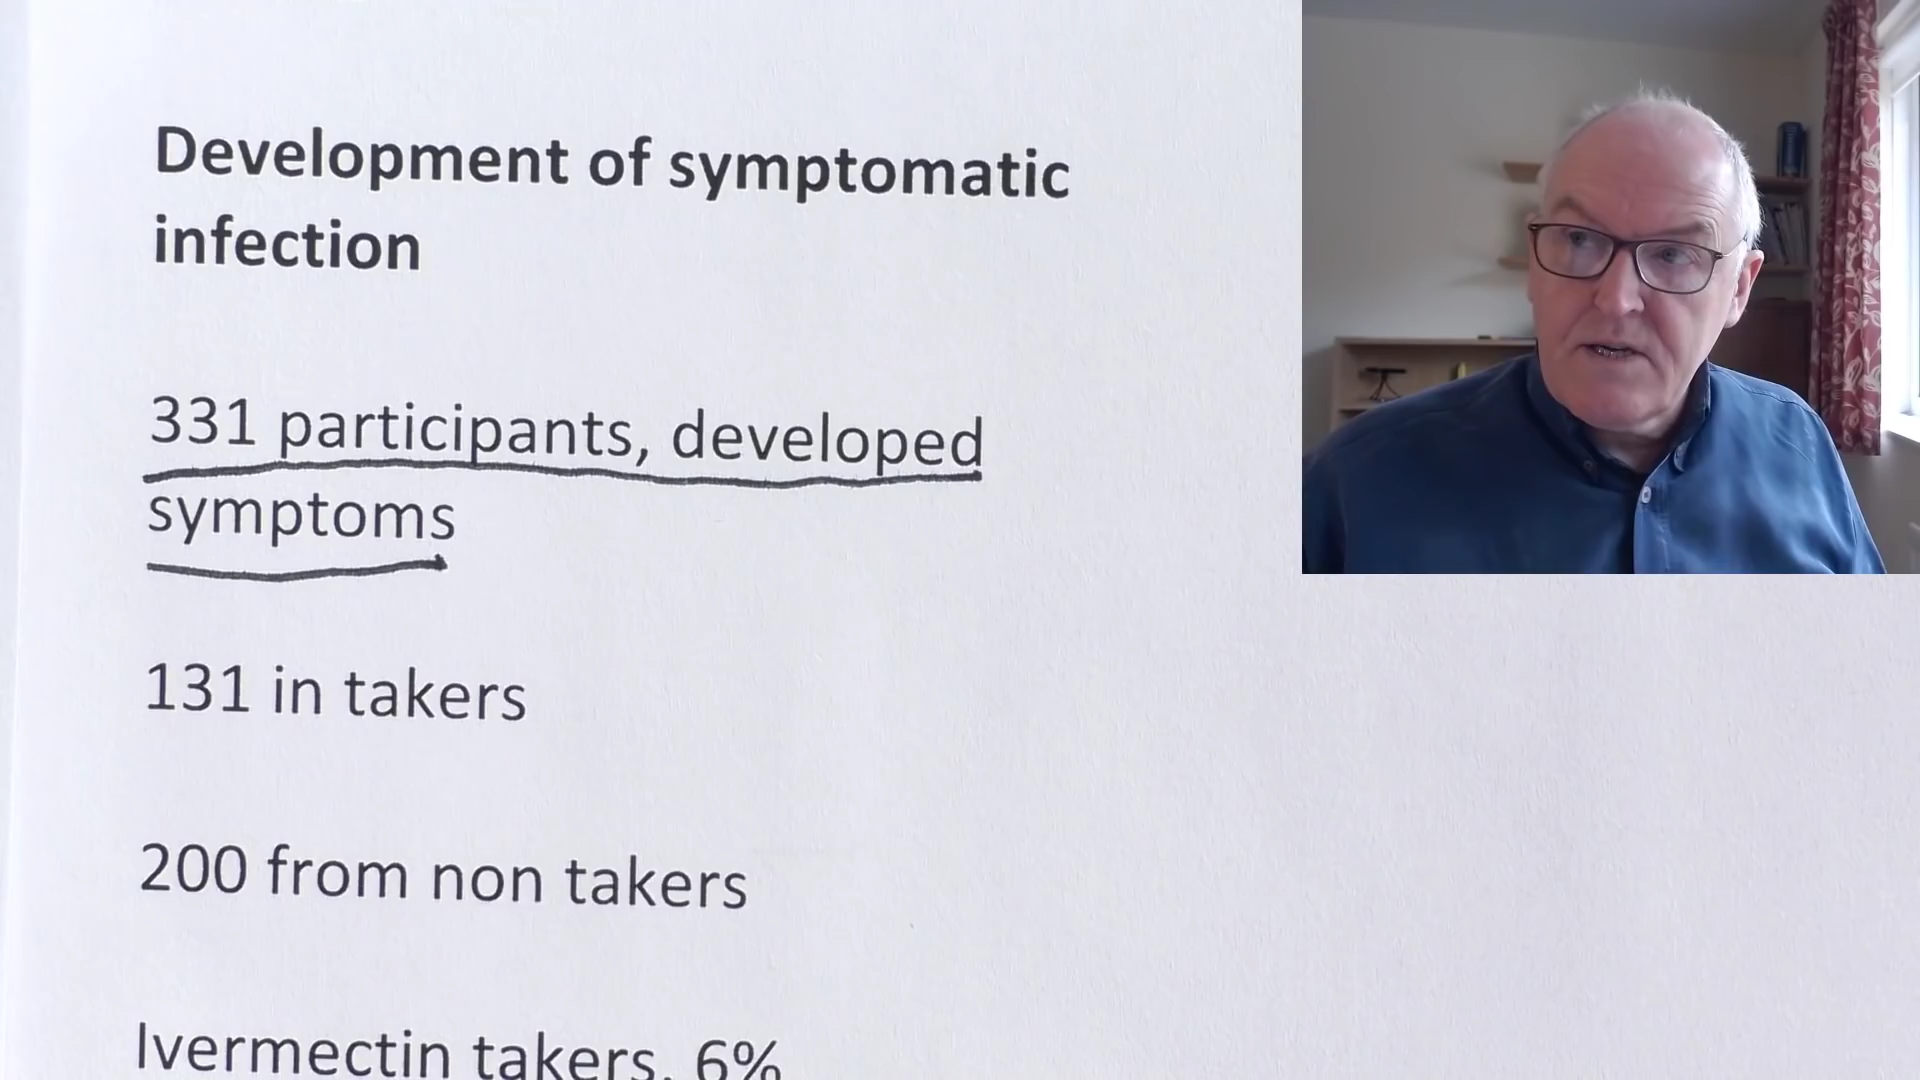 Development of symptomatic
infection
331 participants, developed
symptoms
131 in takers
200 from non takers
Ivermectin takers, 6%